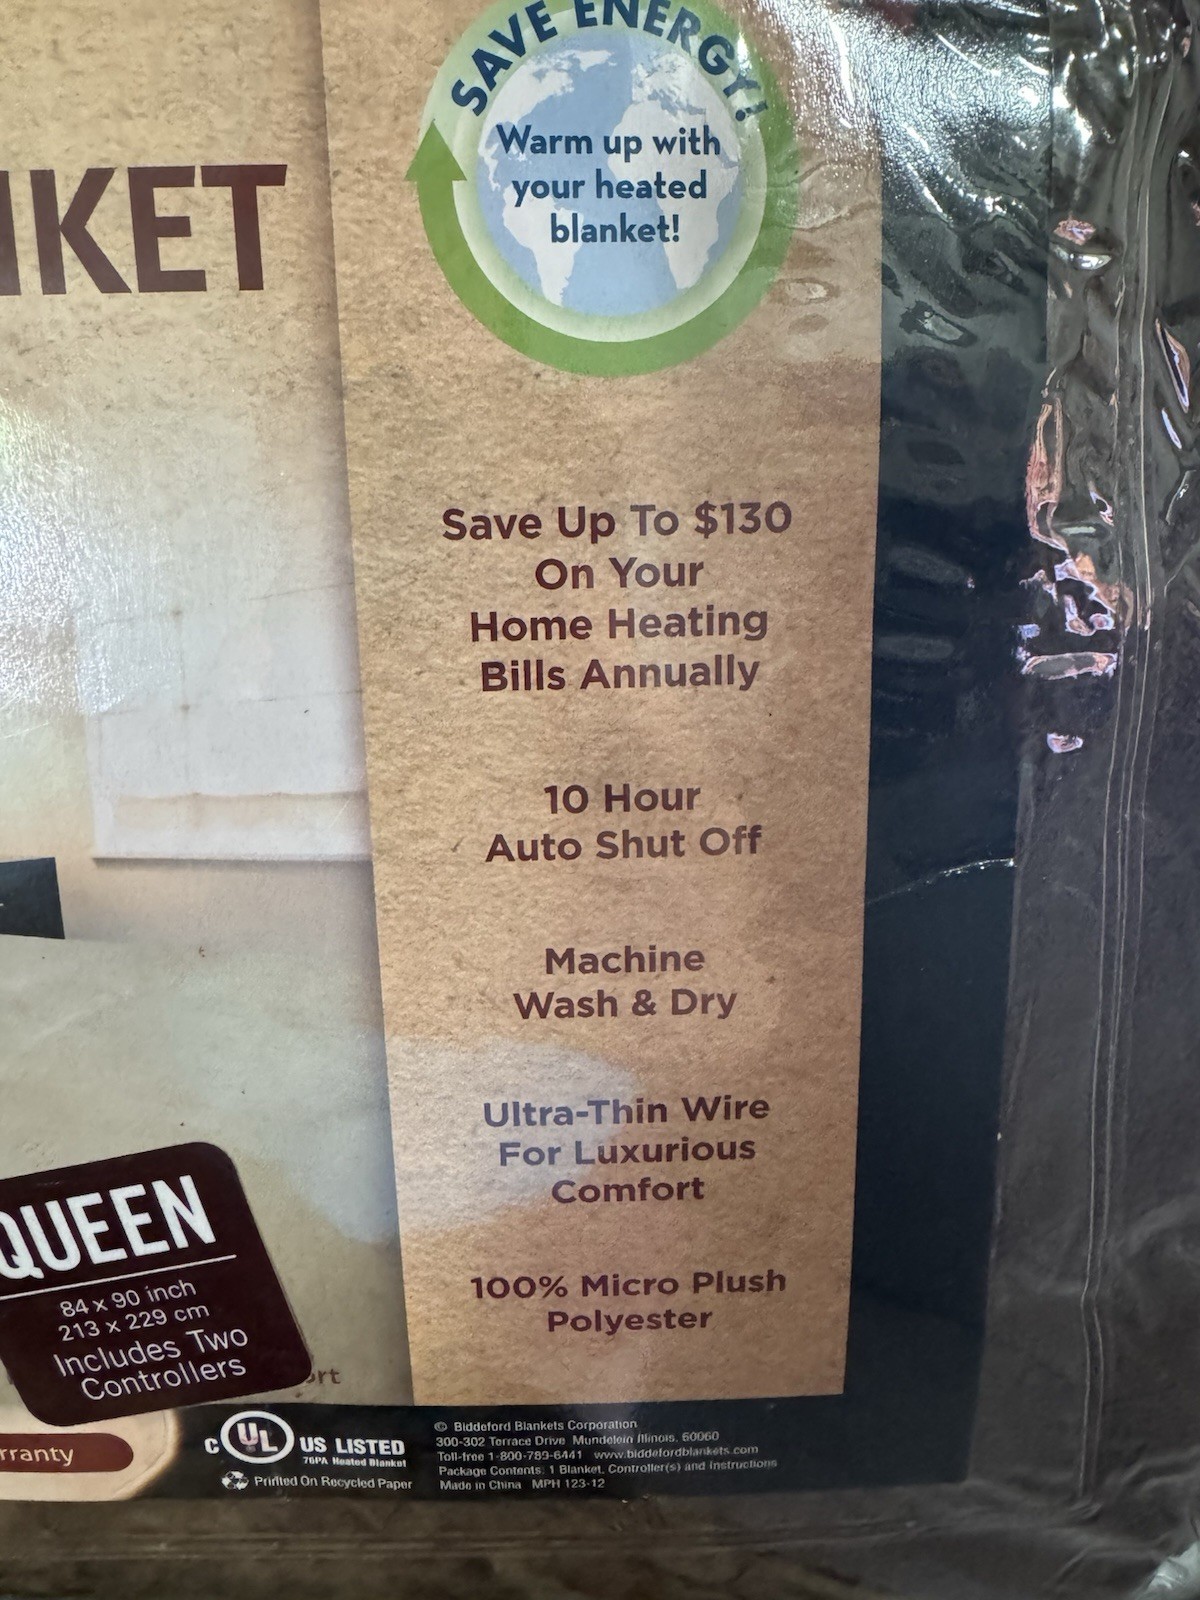 SAVE ENERGY!
Warm up with
your heated
blanket!
NKET
Save Up To $130
On Your
Home Heating
Bills Annually
10 Hour
Auto Shut Off
Machine
Wash & Dry
Ultra-Thin Wire
For Luxurious
Comfort
100% Micro Plush
Polyester
QUEEN
84 x 90 inch
213 x 229 cm
Includes Two
Controllers
ort
rranty
C UL US LISTED
76PA Heated Blanket
Printed On Recycled Paper
© Biddeford Blankets Corporation
300-302 Terrace Drive Mundelein Illinois, 60060
Toll-free 1-800-789-6441 www.biddefordblankets.com
Package Contents: 1 Blanket, Controller(s) and Instructions
Made in China MPH 123-12